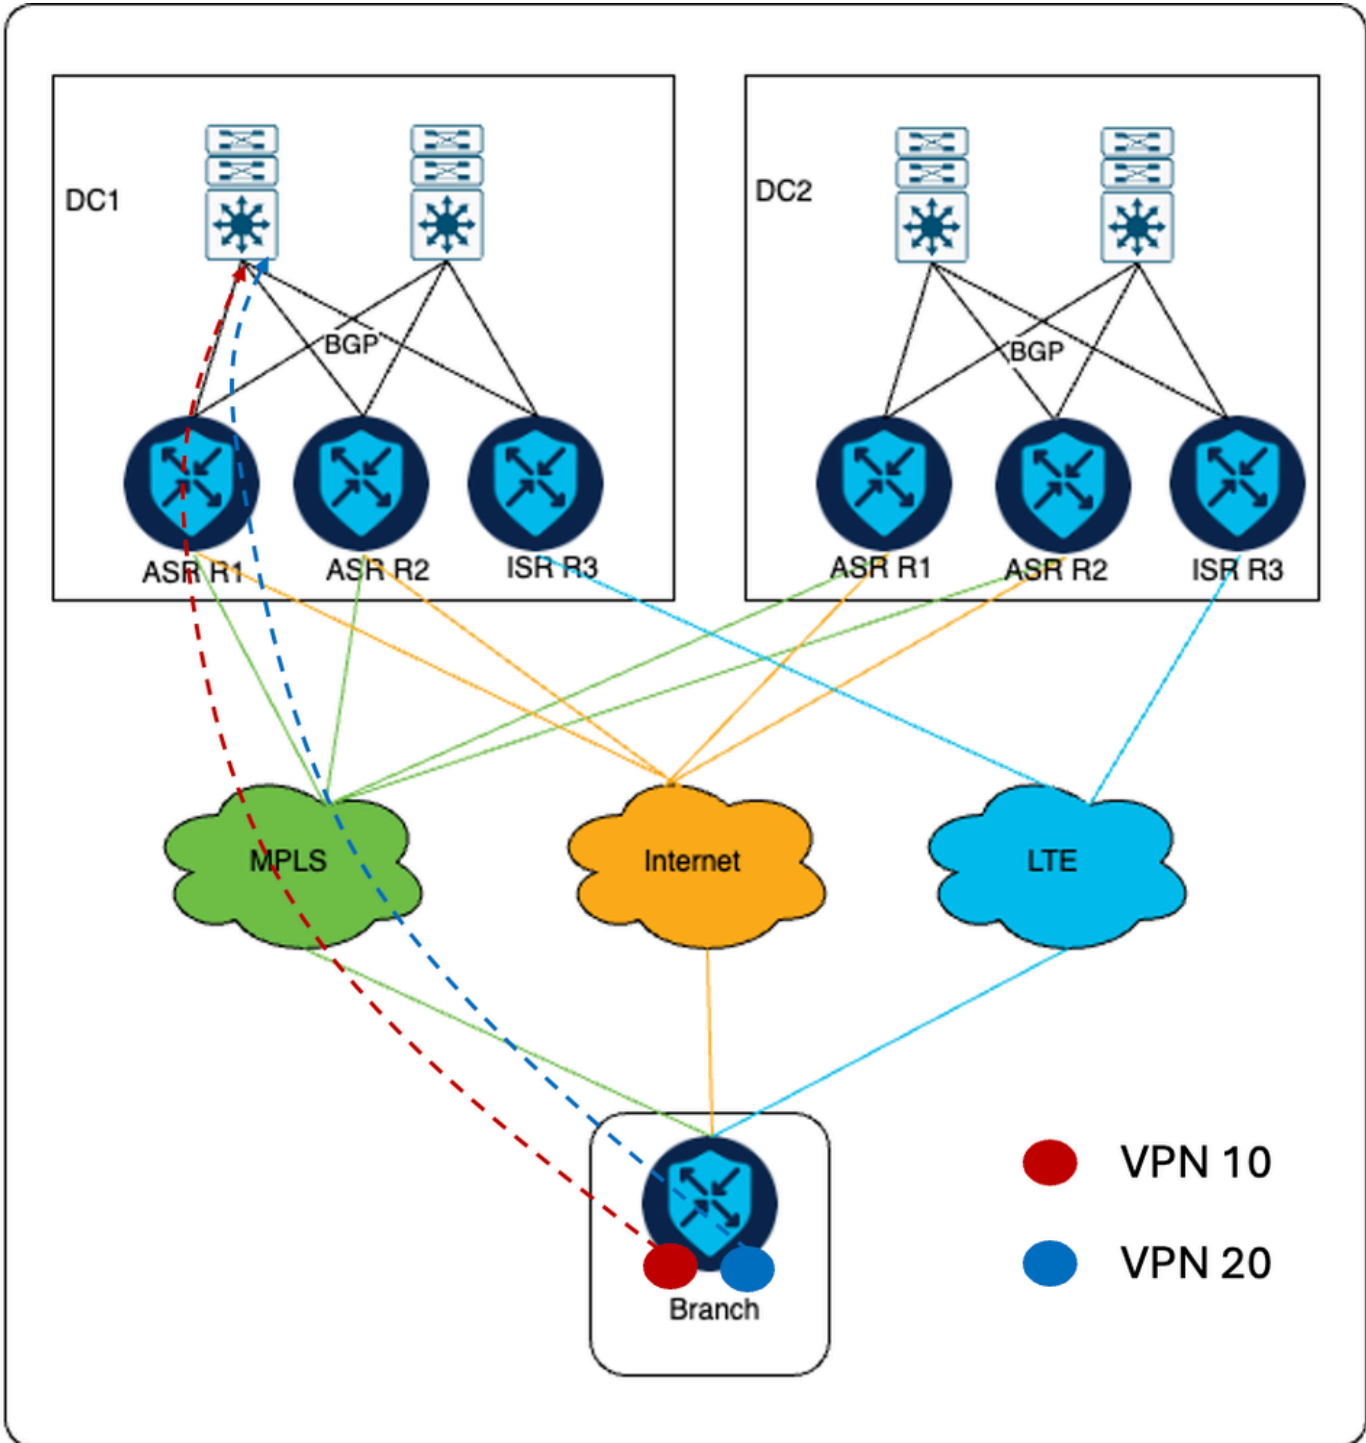 DC1
DC2
BGP
BGP
ASR R1
ASR R2
ISR R3
ASR R1
ASR R2
ISR R3
MPLS
Internet
LTE
VPN 10
VPN 20
Branch